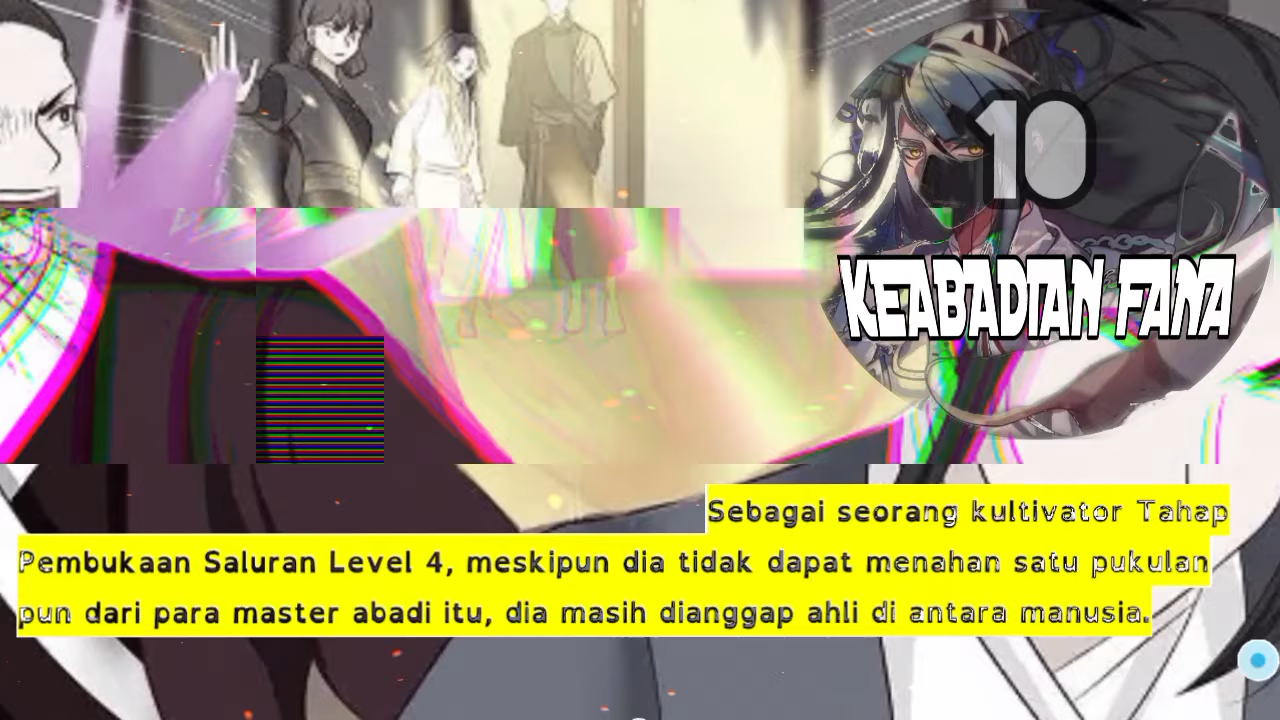 10
KEABADIAN FANA
Sebagai seorang kultivator Tahap
Pembukaan Saluran Level 4, meskipun dia tidak dapat menahan satu pukulan
pun dari para master abadi itu, dia masih dianggap ahli di antara manusia.